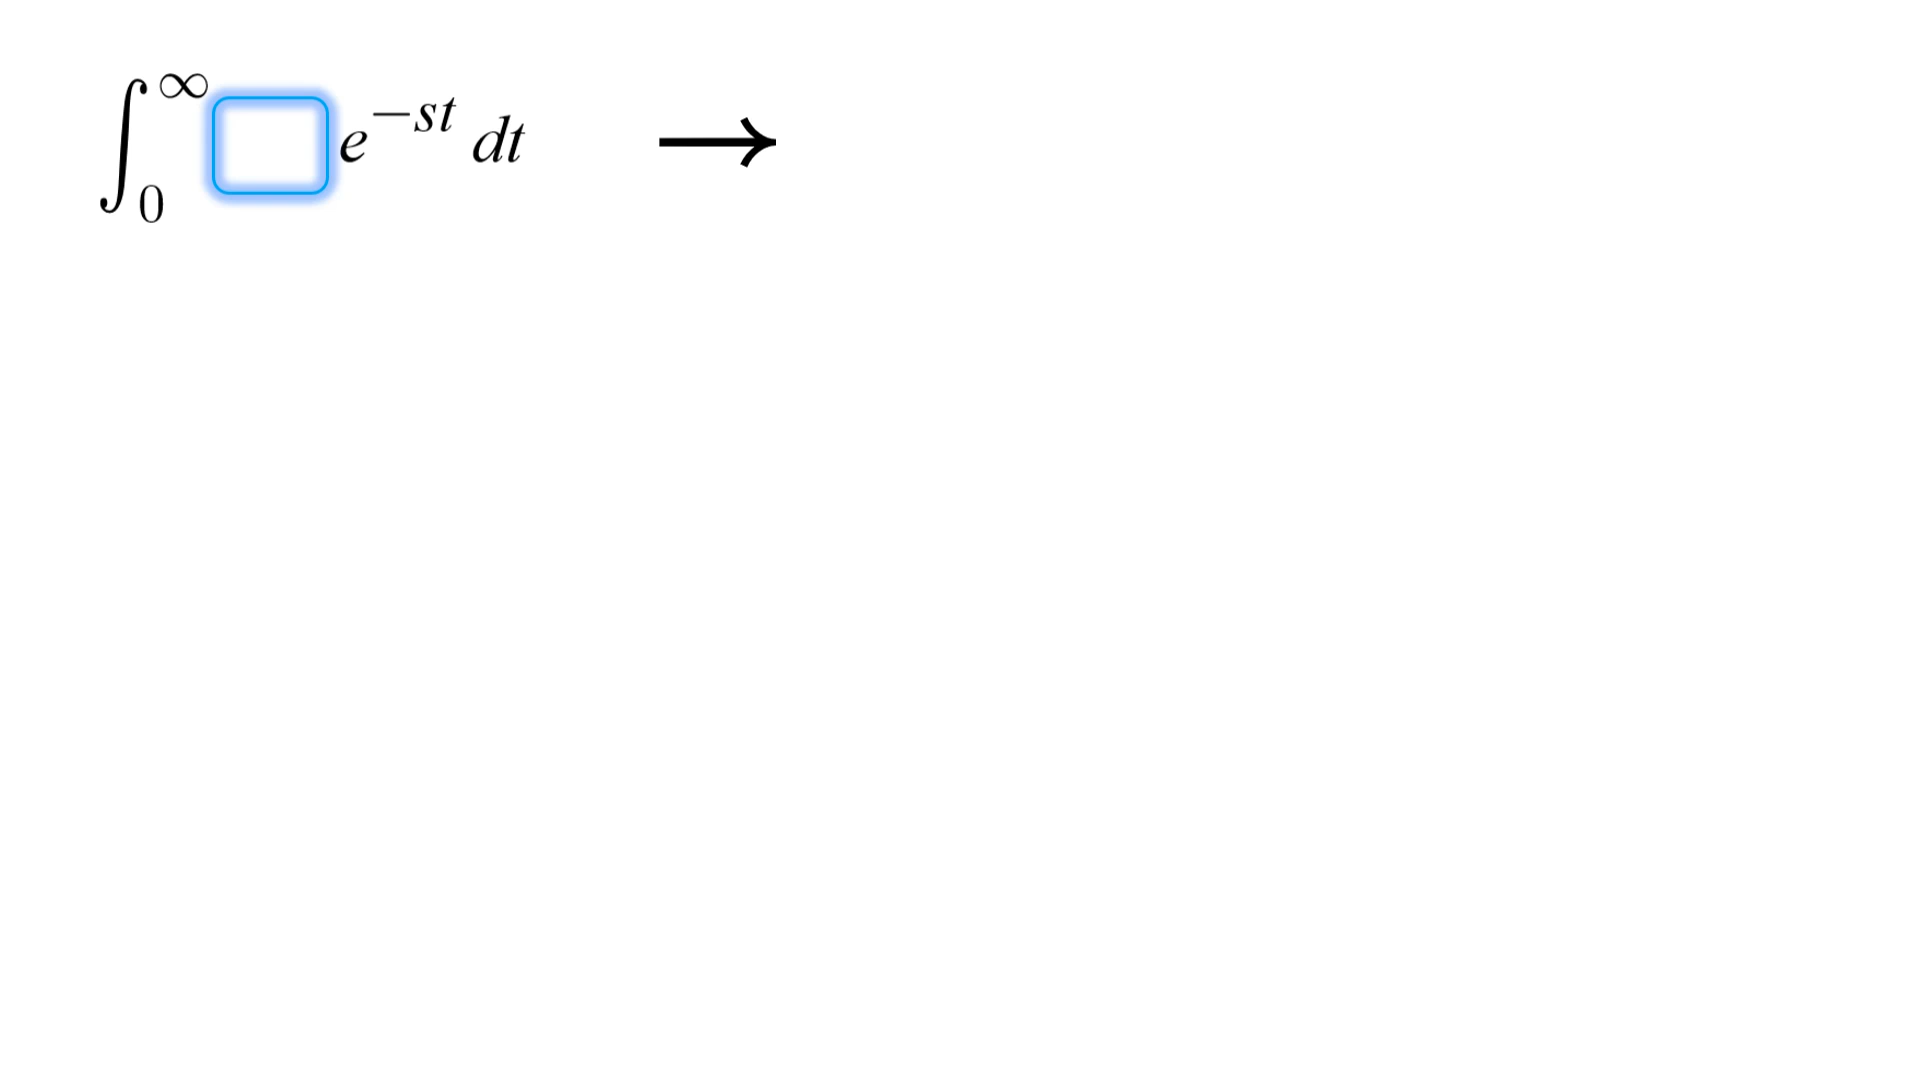 ∫₀^∞ □ e^{−st} dt →